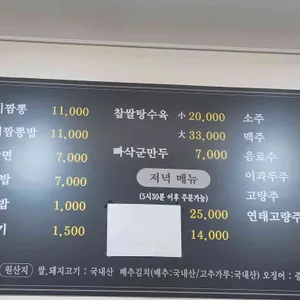 찜뽕 11,000 찹쌀탕수육 小 20,000 소주
찜뽕밥 11,000 大 33,000 맥주
면 7,000 빠삭군만두 7,000 음료수
밥 7,000 저녁 메뉴 이과두주
밥 1,000 (5시30분 이후 주문가능) 고량주
기 1,500 25,000 연태고량주
14,000
원산지 쌀,돼지고기 : 국내산 배추김치(배추:국내산/고추가루:국내산) 오징어 :